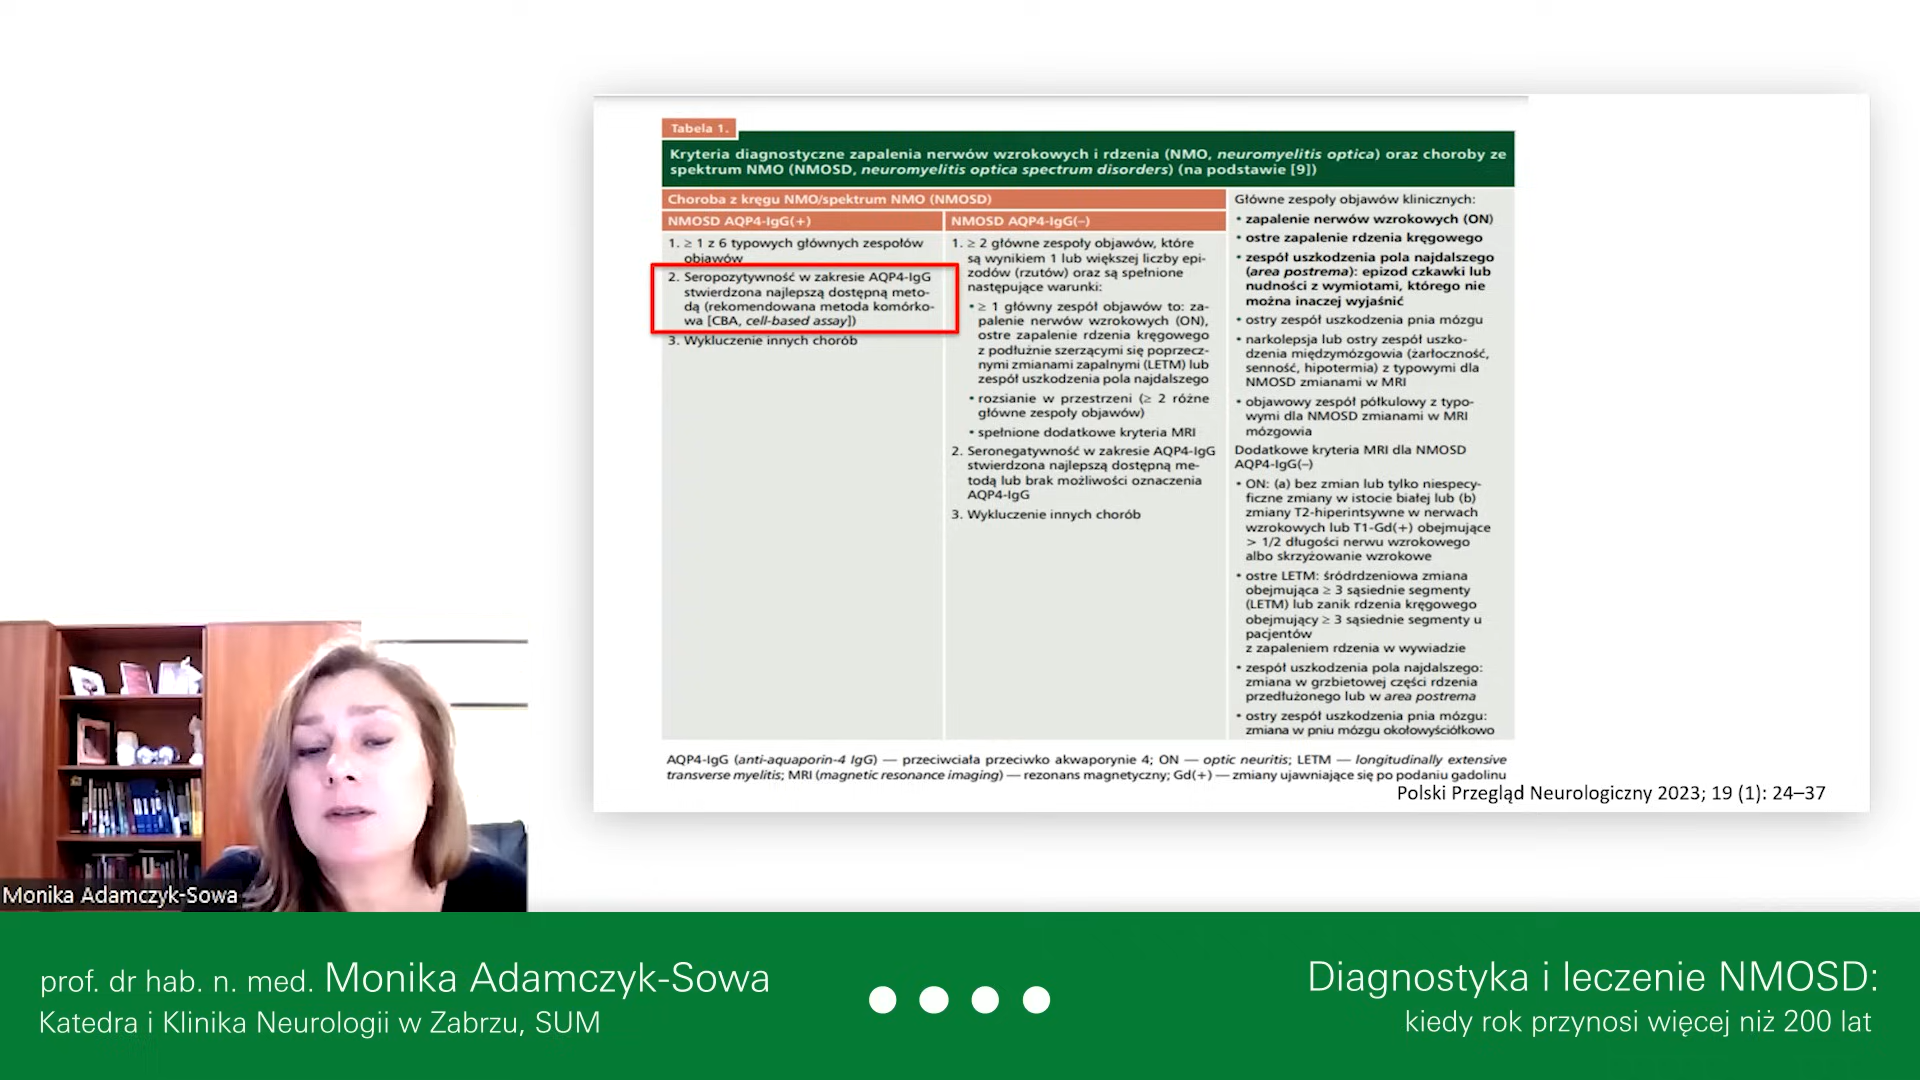 Tabela 1.
Kryteria diagnostyczne zapalenia nerwów wzrokowych i rdzenia (NMO, neuromyelitis optica) oraz choroby ze
spektrum NMO (NMOSD, neuromyelitis optica spectrum disorders) (na podstawie [9])
Choroba z kręgu NMO/spektrum NMO (NMOSD)
NMOSD AQP4-IgG(+)
1. ≥ 1 z 6 typowych głównych zespołów
objawów
2. Seropozytywność w zakresie AQP4-IgG
stwierdzona najlepszą dostępną meto-
dą (rekomendowana metoda komórko-
wa [CBA, cell-based assay])
3. Wykluczenie innych chorób
NMOSD AQP4-IgG(–)
1. ≥ 2 główne zespoły objawów, które
są wynikiem 1 lub większej liczby epi-
zodów (rzutów) oraz są spełnione
następujące warunki:
• ≥ 1 główny zespół objawów to: za-
palenie nerwów wzrokowych (ON),
ostre zapalenie rdzenia kręgowego
z podłużnie szerzącymi się poprzecz-
nymi zmianami zapalnymi (LETM) lub
zespół uszkodzenia pola najdalszego
• rozsianie w przestrzeni (≥ 2 różne
główne zespoły objawów)
• spełnione dodatkowe kryteria MRI
2. Seronegatywność w zakresie AQP4-IgG
stwierdzona najlepszą dostępną me-
todą lub brak możliwości oznaczenia
AQP4-IgG
3. Wykluczenie innych chorób
Główne zespoły objawów klinicznych:
• zapalenie nerwów wzrokowych (ON)
• ostre zapalenie rdzenia kręgowego
• zespół uszkodzenia pola najdalszego
(area postrema): epizod czkawki lub
nudności z wymiotami, którego nie
można inaczej wyjaśnić
• ostry zespół uszkodzenia pnia mózgu
• narkolepsja lub ostry zespół uszko-
dzenia międzymózgowia (żarłoczność,
senność, hipotermia) z typowymi dla
NMOSD zmianami w MRI
• objawowy zespół półkulowy z typo-
wymi dla NMOSD zmianami w MRI
mózgowia
Dodatkowe kryteria MRI dla NMOSD
AQP4-IgG(–)
• ON: (a) bez zmian lub tylko niespecy-
ficzne zmiany w istocie białej lub (b)
zmiany T2-hiperintsywne w nerwach
wzrokowych lub T1-Gd(+) obejmujące
> 1/2 długości nerwu wzrokowego
albo skrzyżowanie wzrokowe
• ostre LETM: śródrdzeniowa zmiana
obejmująca ≥ 3 sąsiednie segmenty
(LETM) lub zanik rdzenia kręgowego
obejmujący ≥ 3 sąsiednie segmenty u
pacjentów
z zapaleniem rdzenia w wywiadzie
• zespół uszkodzenia pola najdalszego:
zmiana w grzbietowej części rdzenia
przedłużonego lub w area postrema
• ostry zespół uszkodzenia pnia mózgu:
zmiana w pniu mózgu okołowyściółkowo
AQP4-IgG (anti-aquaporin-4 IgG) — przeciwciała przeciwko akwaporynie 4; ON — optic neuritis; LETM — longitudinally extensive
transverse myelitis; MRI (magnetic resonance imaging) — rezonans magnetyczny; Gd(+) — zmiany ujawniające się po podaniu gadolinu
Polski Przegląd Neurologiczny 2023; 19 (1): 24–37
Monika Adamczyk-Sowa
prof. dr hab. n. med. Monika Adamczyk-Sowa
Katedra i Klinika Neurologii w Zabrzu, SUM
Diagnostyka i leczenie NMOSD:
kiedy rok przynosi więcej niż 200 lat